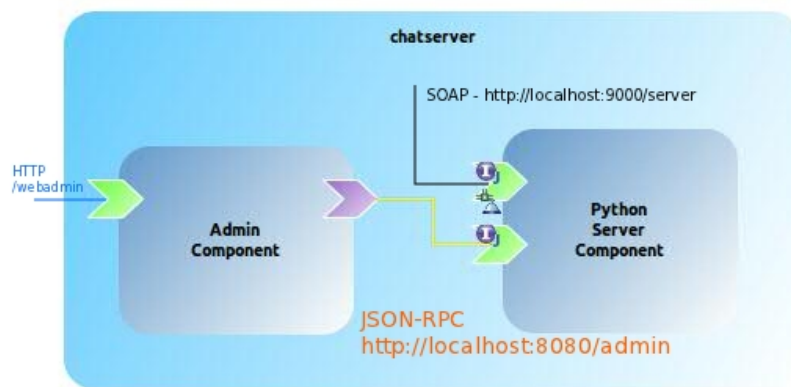 chatserver
SOAP - http://localhost:9000/server
HTTP
/webadmin
Admin
Component
Python
Server
Component
JSON-RPC
http://localhost:8080/admin